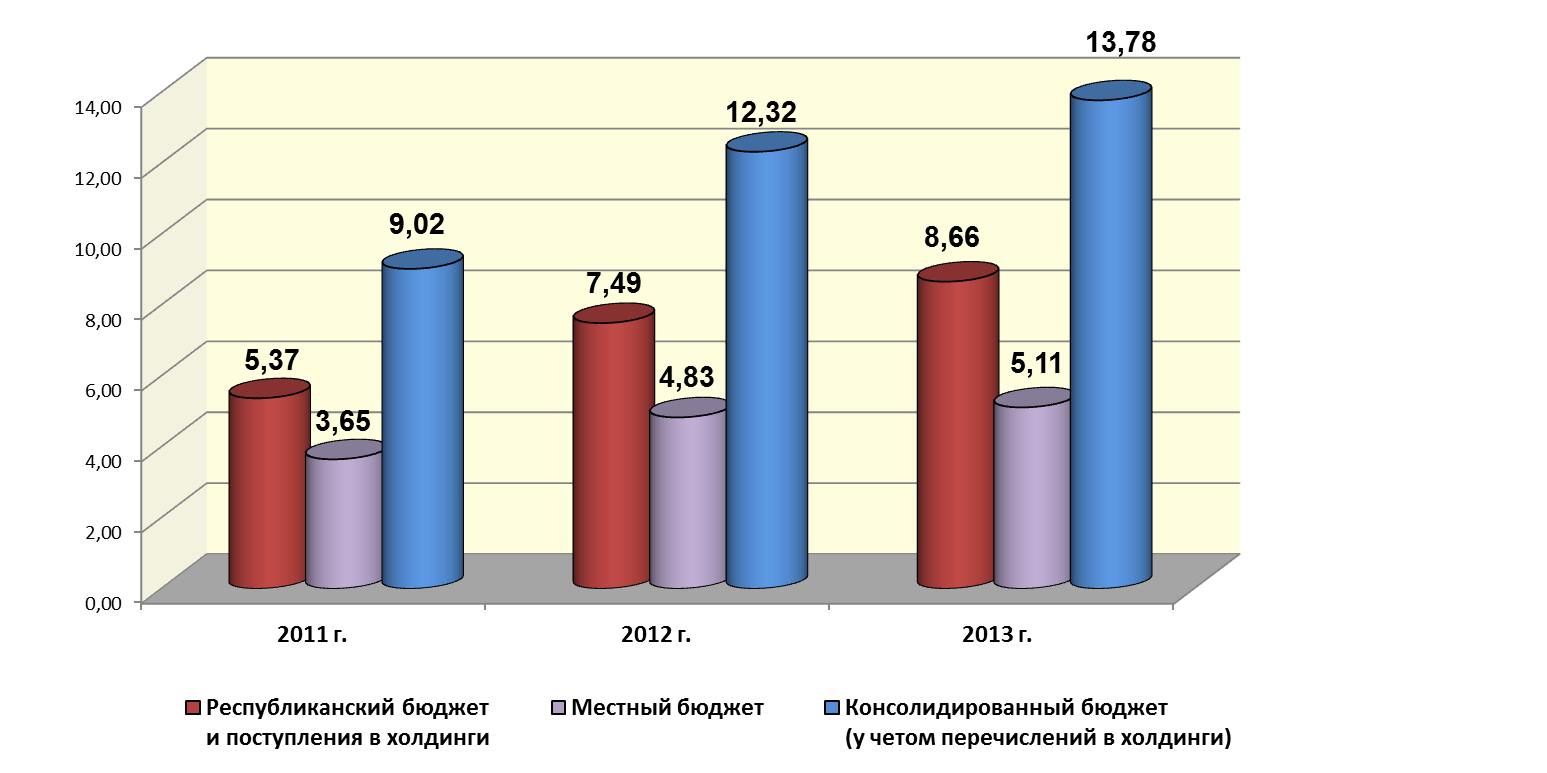 13,78
14,00
12,32
12,00
9,02
8,66
10,00
7,49
8,00
5,37
5,11
4,83
6,00
3,65
4,00
2,00
0,00
2011 г.
2012 г.
2013 г.
Республиканский бюджет
и поступления в холдинги
Местный бюджет
Консолидированный бюджет
(у четом перечислений в холдинги)